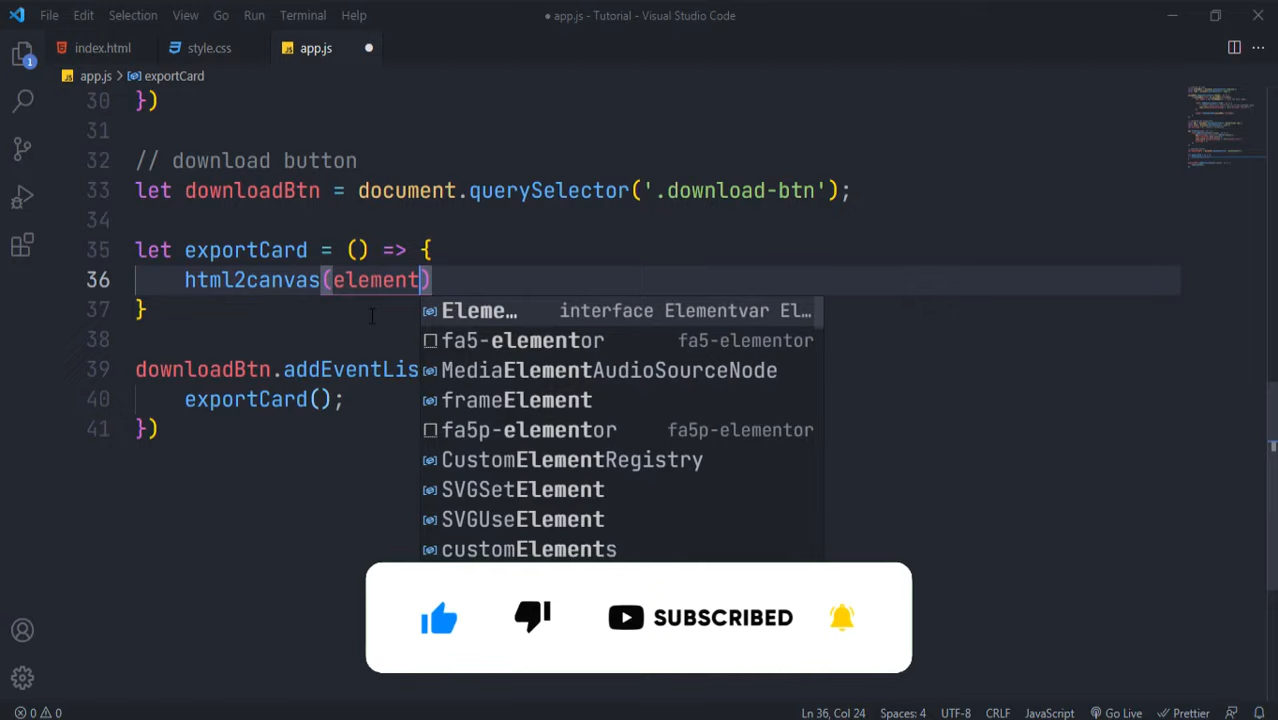 File Edit Selection View Go Run Terminal Help
● app.js - Tutorial - Visual Studio Code
index.html
style.css
JS app.js
JS app.js > exportCard
1
30 })
31
32 // download button
33 let downloadBtn = document.querySelector('.download-btn');
34
35 let exportCard = () => {
36 html2canvas(element)
37 }
38
39 downloadBtn.addEventLis
40 exportCard();
41 })
Eleme… interface Elementvar El…
fa5-elementor fa5-elementor
MediaElementAudioSourceNode
frameElement
fa5p-elementor fa5p-elementor
CustomElementRegistry
SVGSetElement
SVGUseElement
customElements
SUBSCRIBED
0 0 Ln 36, Col 24 Spaces: 4 UTF-8 CRLF JavaScript Go Live Prettier